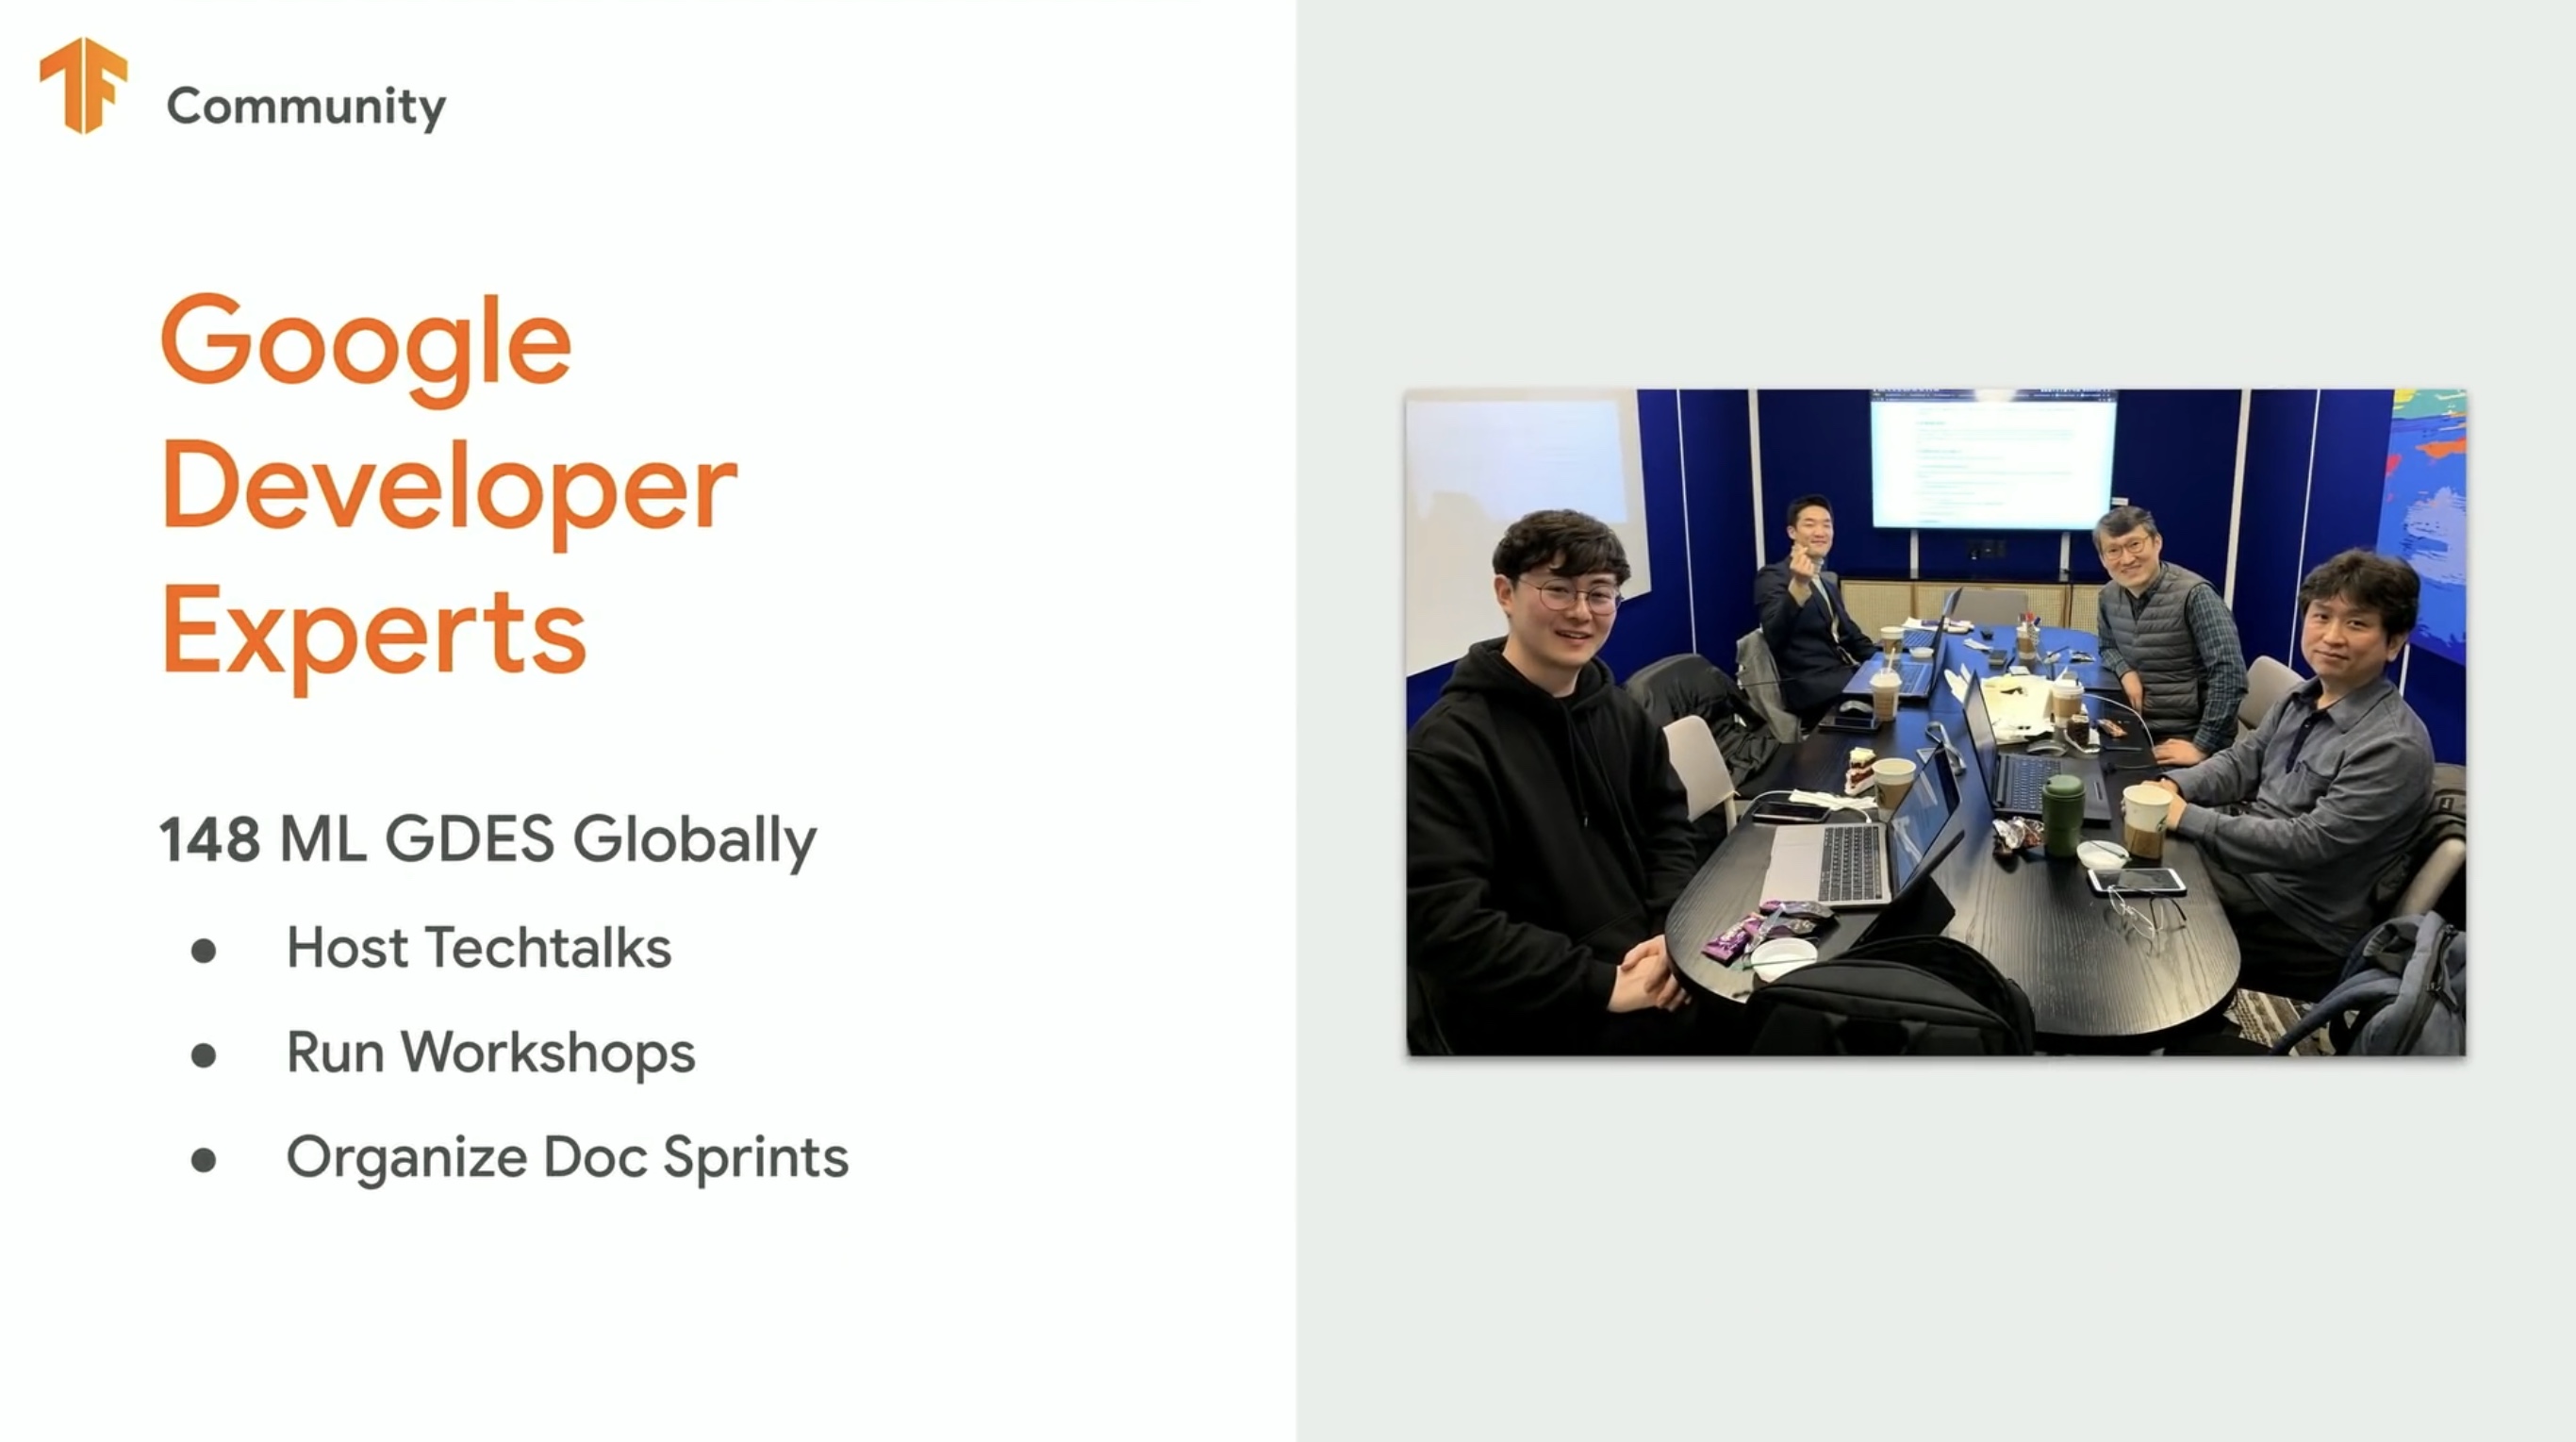 Community
Google
Developer
Experts
148 ML GDES Globally
● Host Techtalks
● Run Workshops
● Organize Doc Sprints